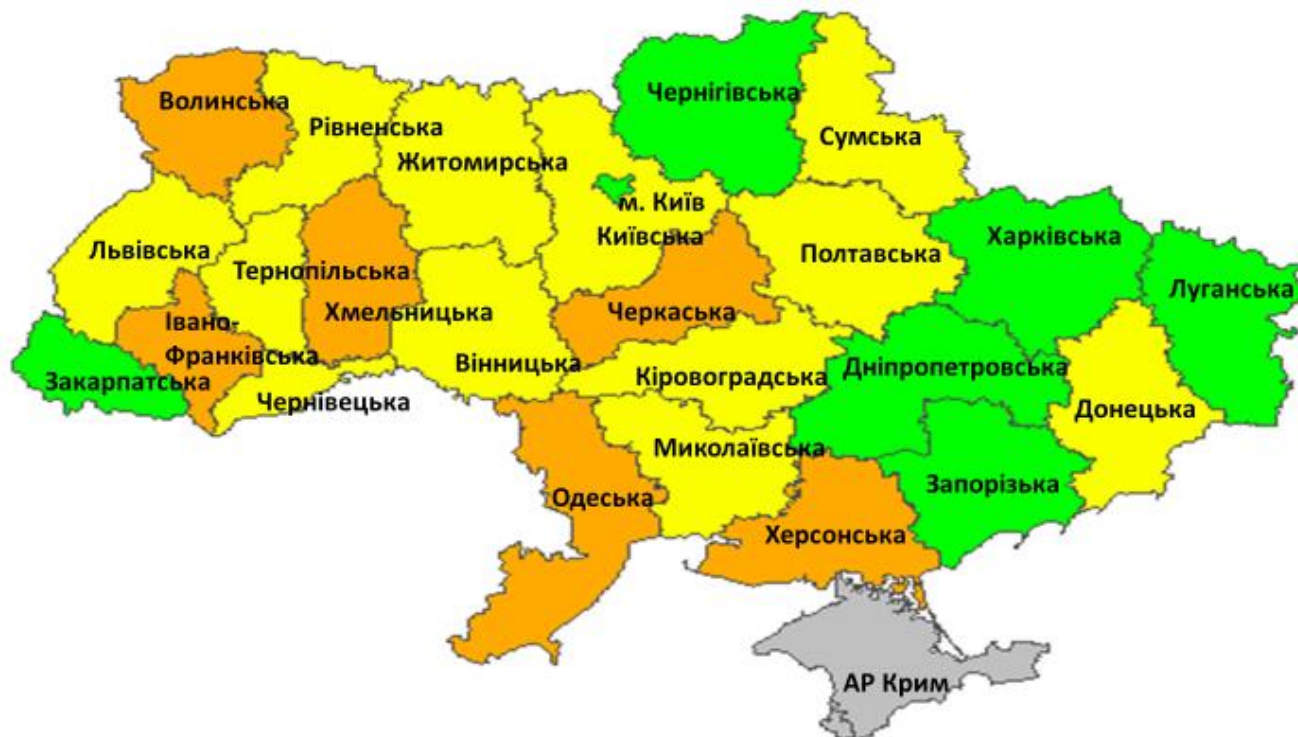 Чернігівська
Волинська
Рівненська
Сумська
Житомирська
м. Київ
Київська
Львівська
Тернопільська
Полтавська
Харківська
Луганська
Хмельницька
Черкаська
Івано-
Франківська
Закарпатська
Вінницька
Чернівецька
Кіровоградська
Дніпропетровська
Донецька
Миколаївська
Одеська
Запорізька
Херсонська
АР Крим